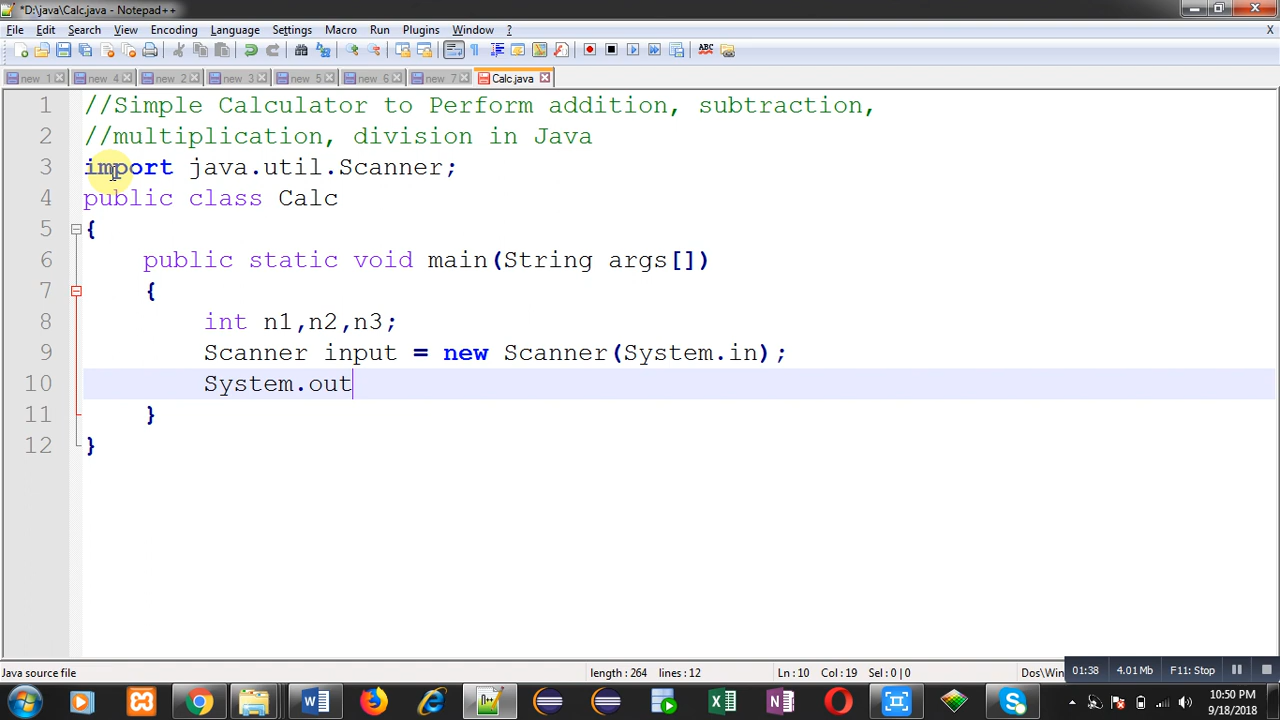 *D:\java\Calc.java - Notepad++
File Edit Search View Encoding Language Settings Macro Run Plugins Window ? X
new 1 new 4 new 2 new 3 new 5 new 6 new 7 Calc.java
1 //Simple Calculator to Perform addition, subtraction,
2 //multiplication, division in Java
3 import java.util.Scanner;
4 public class Calc
5 {
6 public static void main(String args[])
7 {
8 int n1,n2,n3;
9 Scanner input = new Scanner(System.in);
10 System.out
11 }
12 }
Java source file length : 264 lines : 12 Ln : 10 Col : 19 Sel : 0 | 0 Dos\Win
01:38 4.01 Mb F11: Stop
10:50 PM
9/18/2018